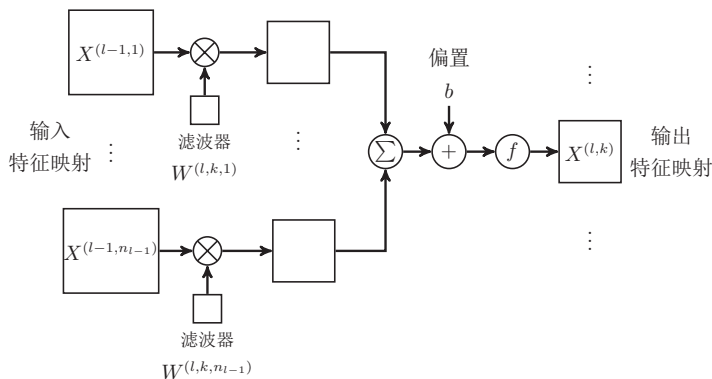 X^{(l−1,1)}
滤波器
W^{(l,k,1)}
输入
特征映射
⋮
⋮
X^{(l−1,n_{l−1})}
滤波器
W^{(l,k,n_{l−1})}
∑
偏置
b
+
f
⋮
X^{(l,k)}
⋮
输出
特征映射